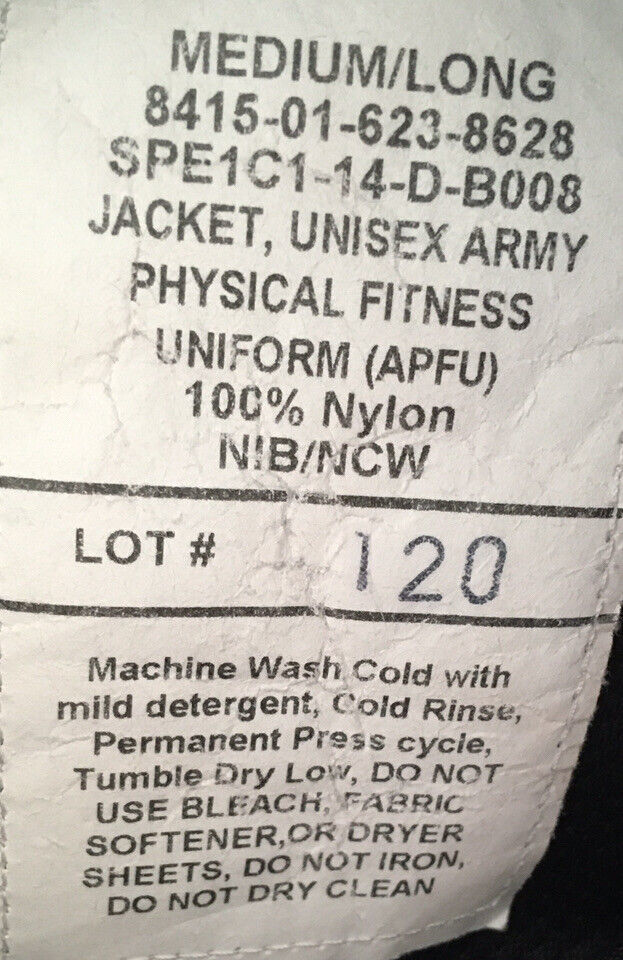 MEDIUM/LONG
8415-01-623-8628
SPE1C1-14-D-B008
JACKET, UNISEX ARMY
PHYSICAL FITNESS
UNIFORM (APFU)
100% Nylon
NIB/NCW
LOT # 120
Machine Wash Cold with
mild detergent, Cold Rinse,
Permanent Press cycle,
Tumble Dry Low, DO NOT
USE BLEACH, FABRIC
SOFTENER,OR DRYER
SHEETS, DO NOT IRON,
DO NOT DRY CLEAN